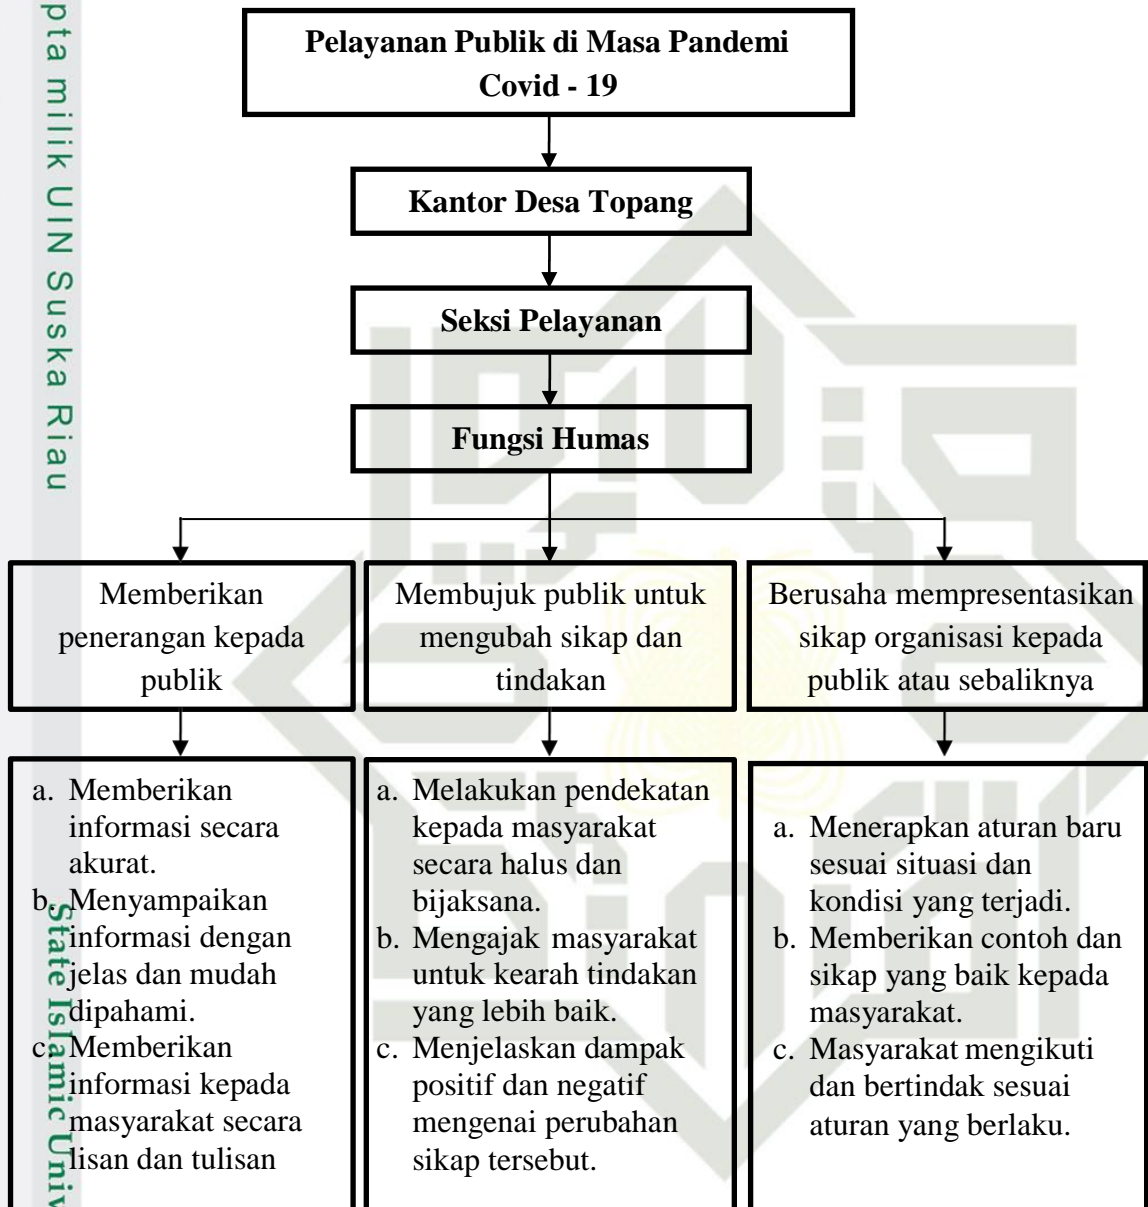 Pelayanan Publik di Masa Pandemi
Covid - 19
Kantor Desa Topang
Seksi Pelayanan
Fungsi Humas
Memberikan
penerangan kepada
publik
Membujuk publik untuk
mengubah sikap dan
tindakan
Berusaha mempresentasikan
sikap organisasi kepada
publik atau sebaliknya
a. Memberikan
informasi secara
akurat.
b. Menyampaikan
informasi dengan
jelas dan mudah
dipahami.
c. Memberikan
informasi kepada
masyarakat secara
lisan dan tulisan
a. Melakukan pendekatan
kepada masyarakat
secara halus dan
bijaksana.
b. Mengajak masyarakat
untuk kearah tindakan
yang lebih baik.
c. Menjelaskan dampak
positif dan negatif
mengenai perubahan
sikap tersebut.
a. Menerapkan aturan baru
sesuai situasi dan
kondisi yang terjadi.
b. Memberikan contoh dan
sikap yang baik kepada
masyarakat.
c. Masyarakat mengikuti
dan bertindak sesuai
aturan yang berlaku.
pta milik UIN Suska Riau
State Islamic Univ